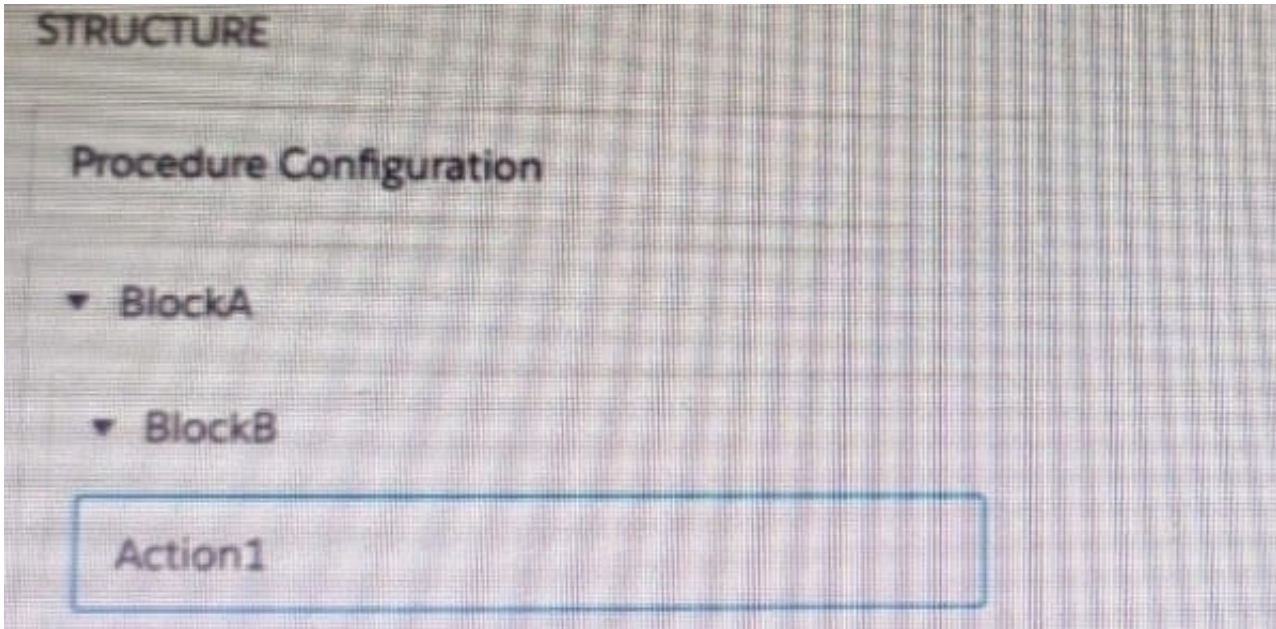 STRUCTURE
Procedure Configuration
BlockA
BlockB
Action1